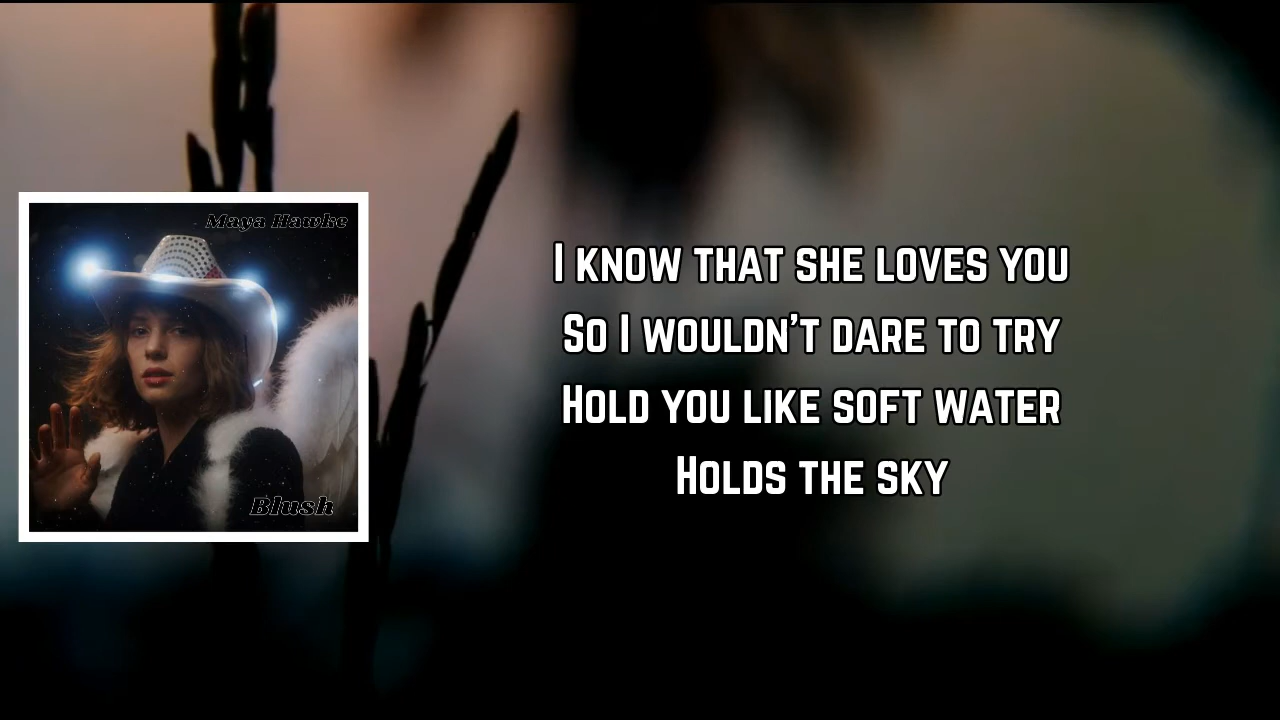 Maya Hawke
Blush
I KNOW THAT SHE LOVES YOU
SO I WOULDN'T DARE TO TRY
HOLD YOU LIKE SOFT WATER
HOLDS THE SKY